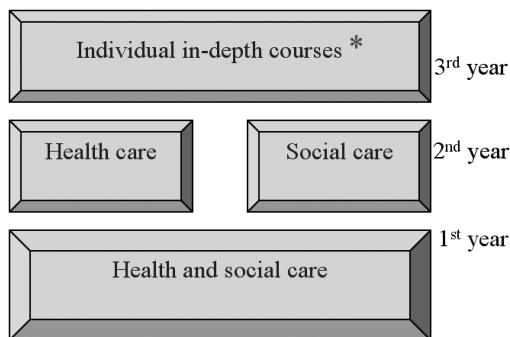 Individual in-depth courses *
3rd year
Health care
Social care
2nd year
1st year
Health and social care